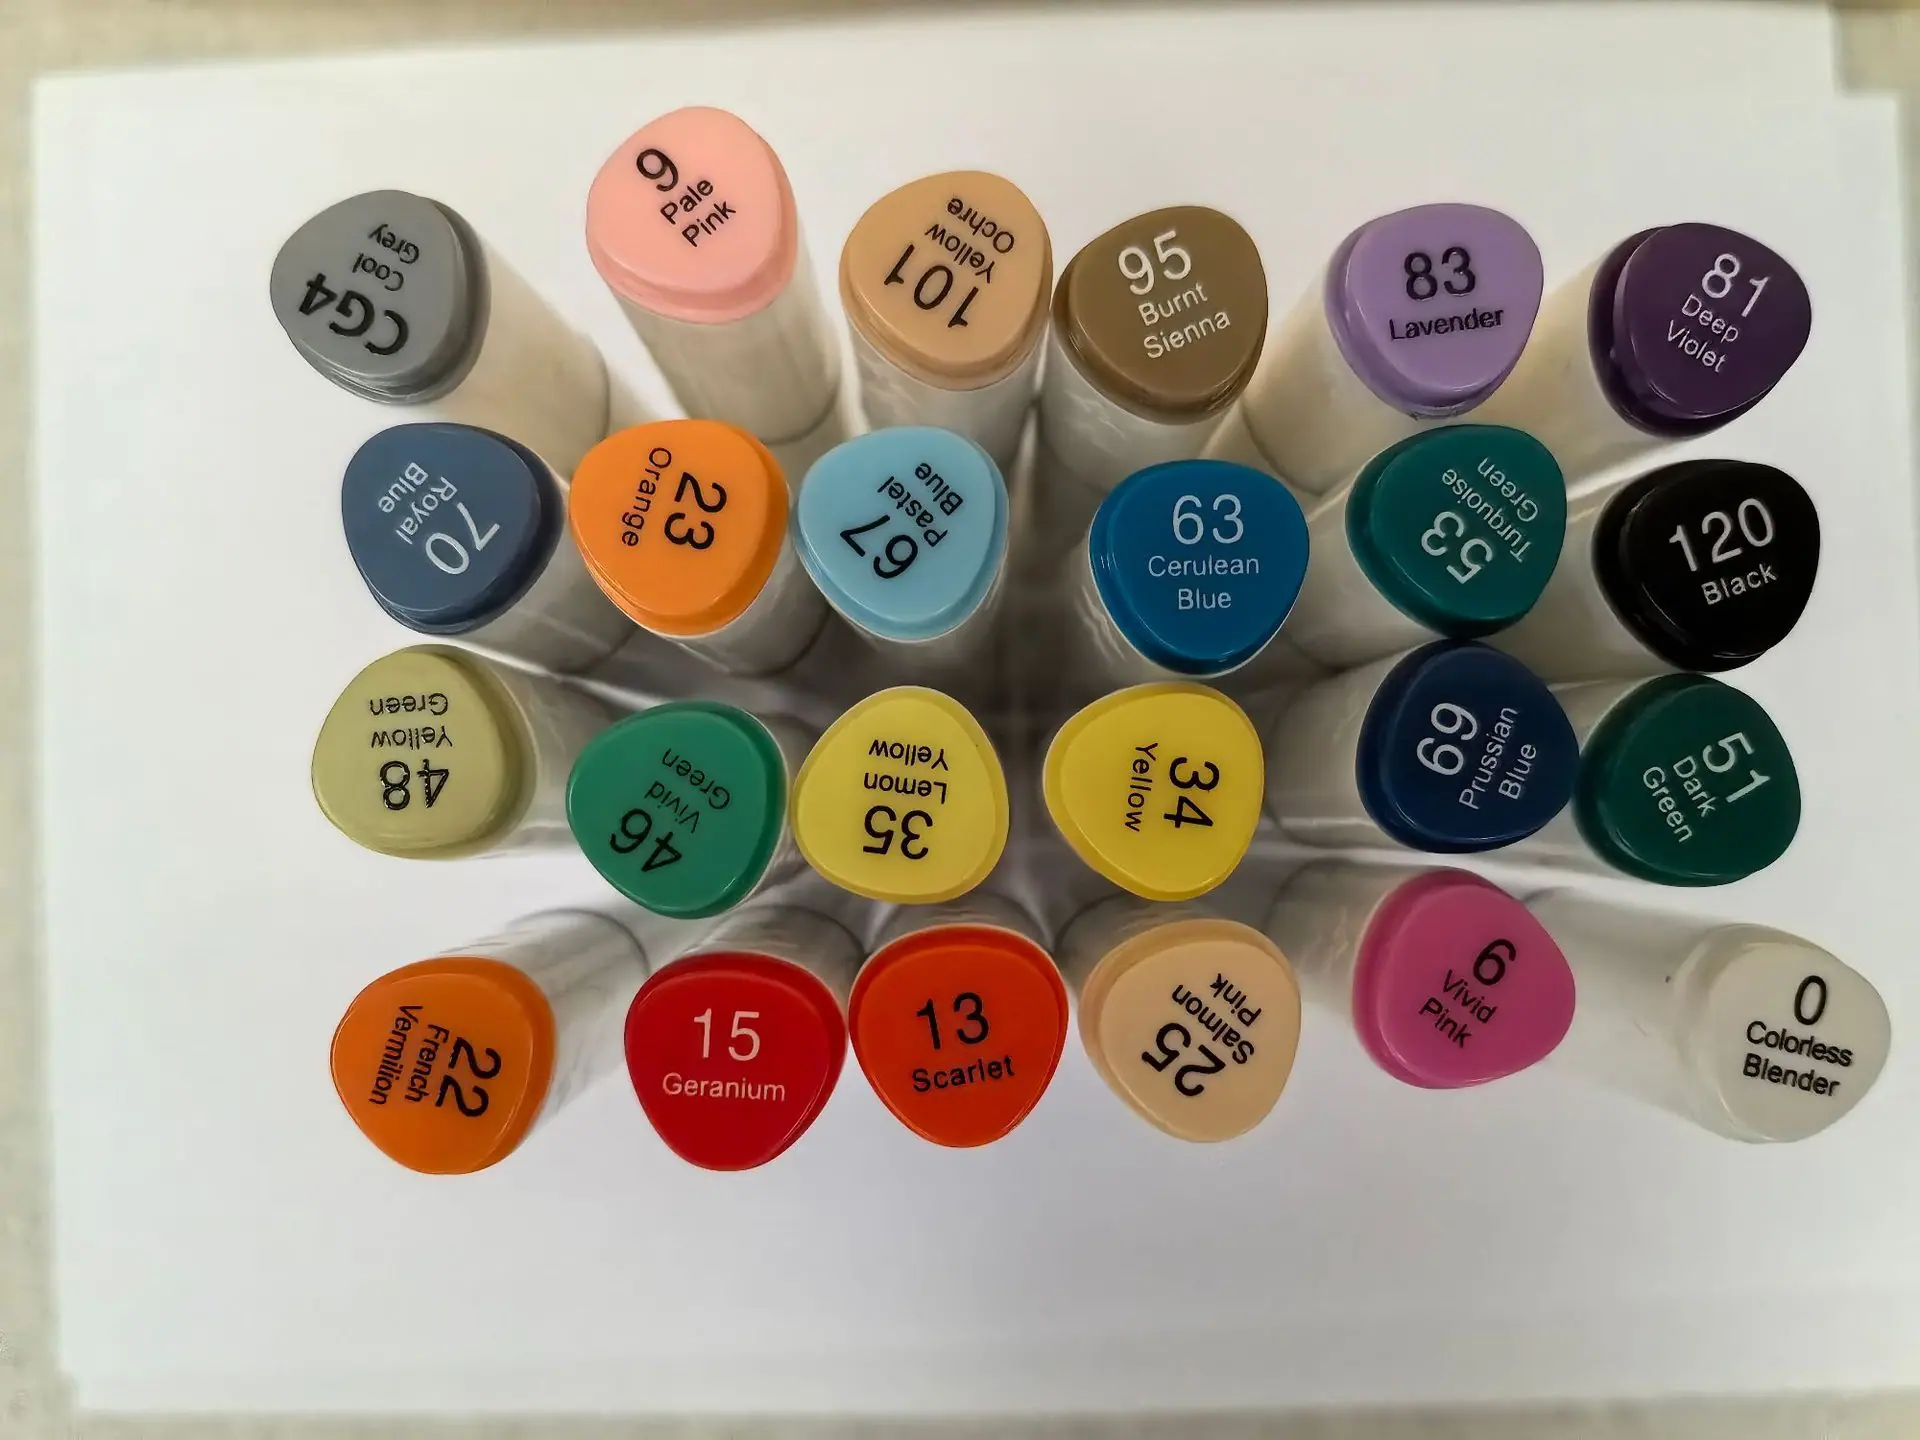 CG4
Cool
Grey
9
Pale
Pink
101
Yellow
Ochre
95
Burnt
Sienna
83
Lavender
81
Deep
Violet
70
Royal
Blue
23
Orange
67
Pastel
Blue
63
Cerulean
Blue
53
Turquoise
Green
120
Black
48
Yellow
Green
46
Vivid
Green
35
Lemon
Yellow
34
Yellow
69
Prussian
Blue
51
Dark
Green
22
French
Vermilion
15
Geranium
13
Scarlet
25
Salmon
Pink
9
Vivid
Pink
0
Colorless
Blender